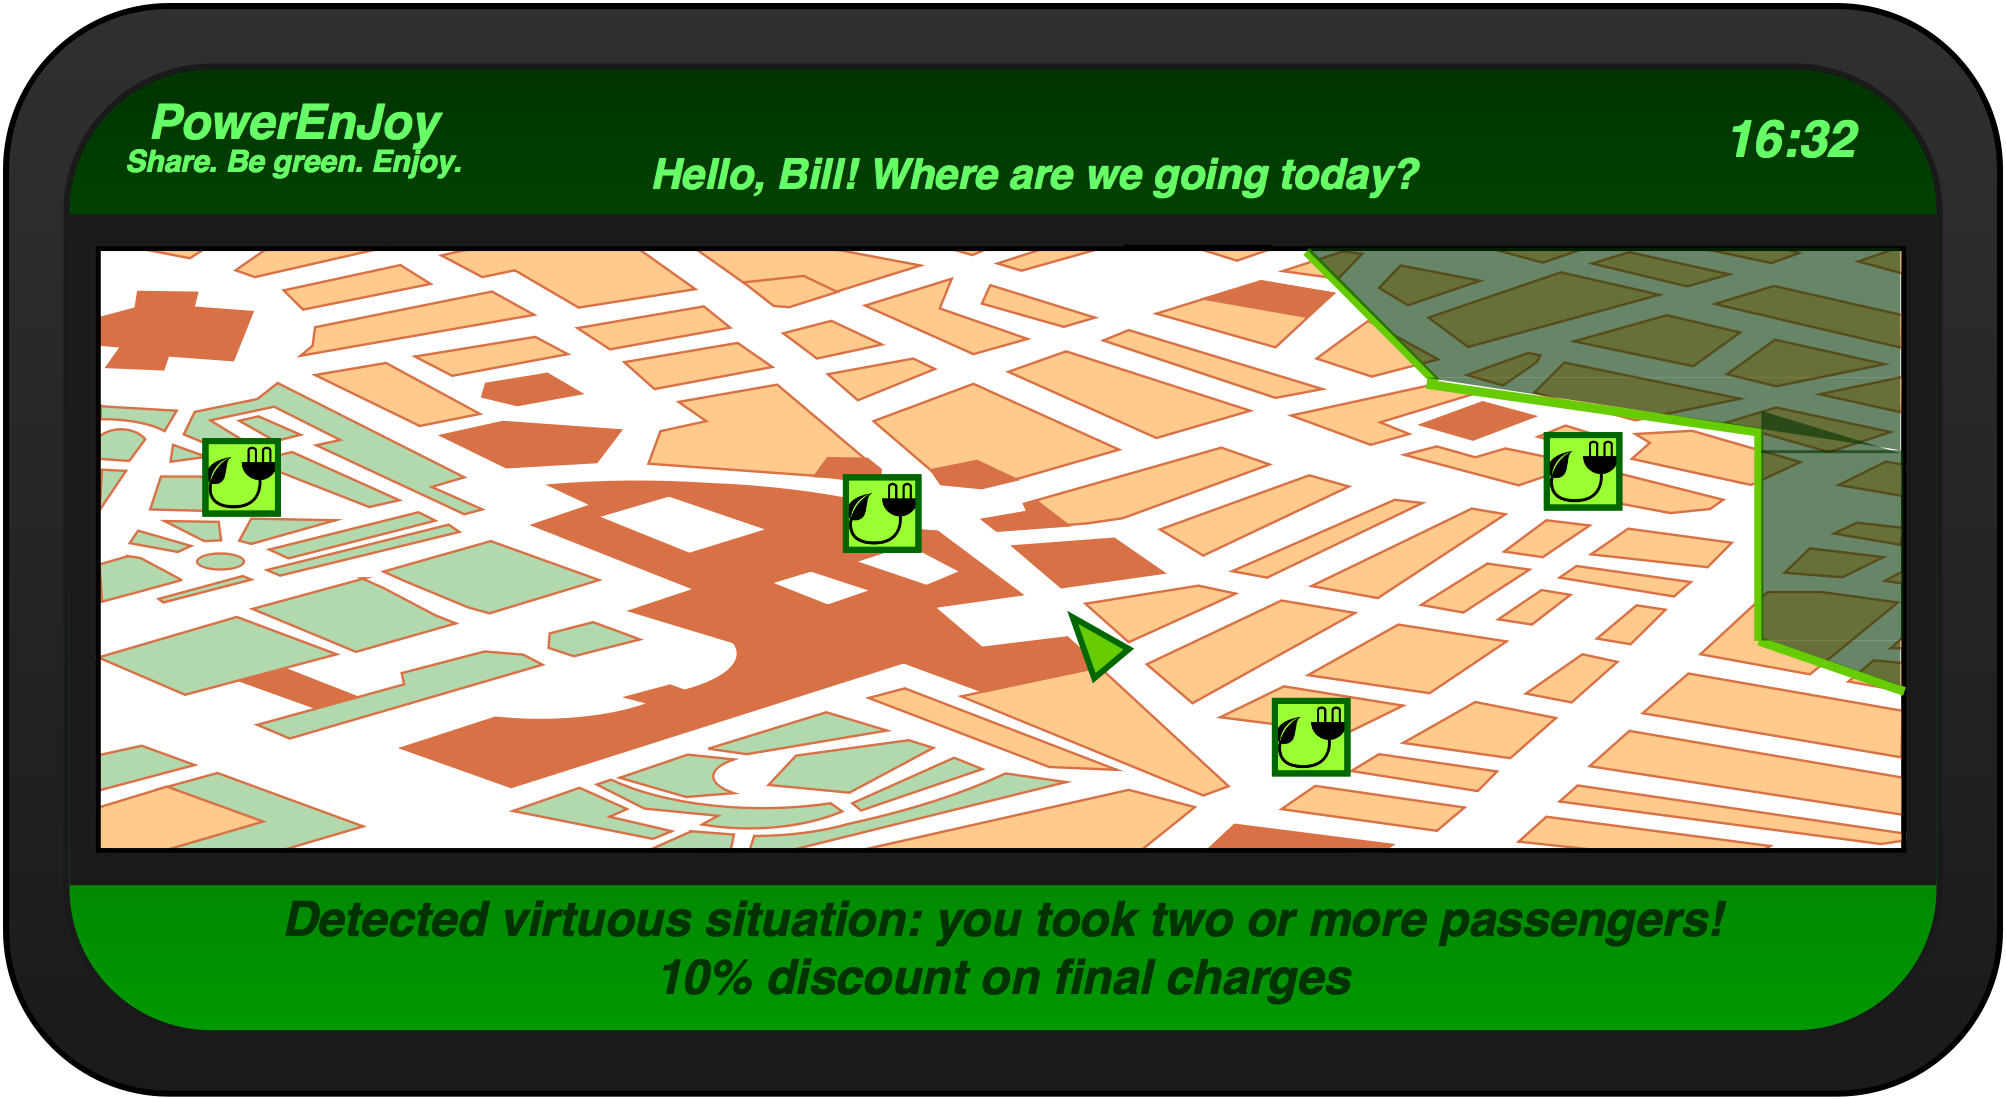 PowerEnJoy
Share. Be green. Enjoy.
Hello, Bill! Where are we going today?
16:32
Detected virtuous situation: you took two or more passengers!
10% discount on final charges